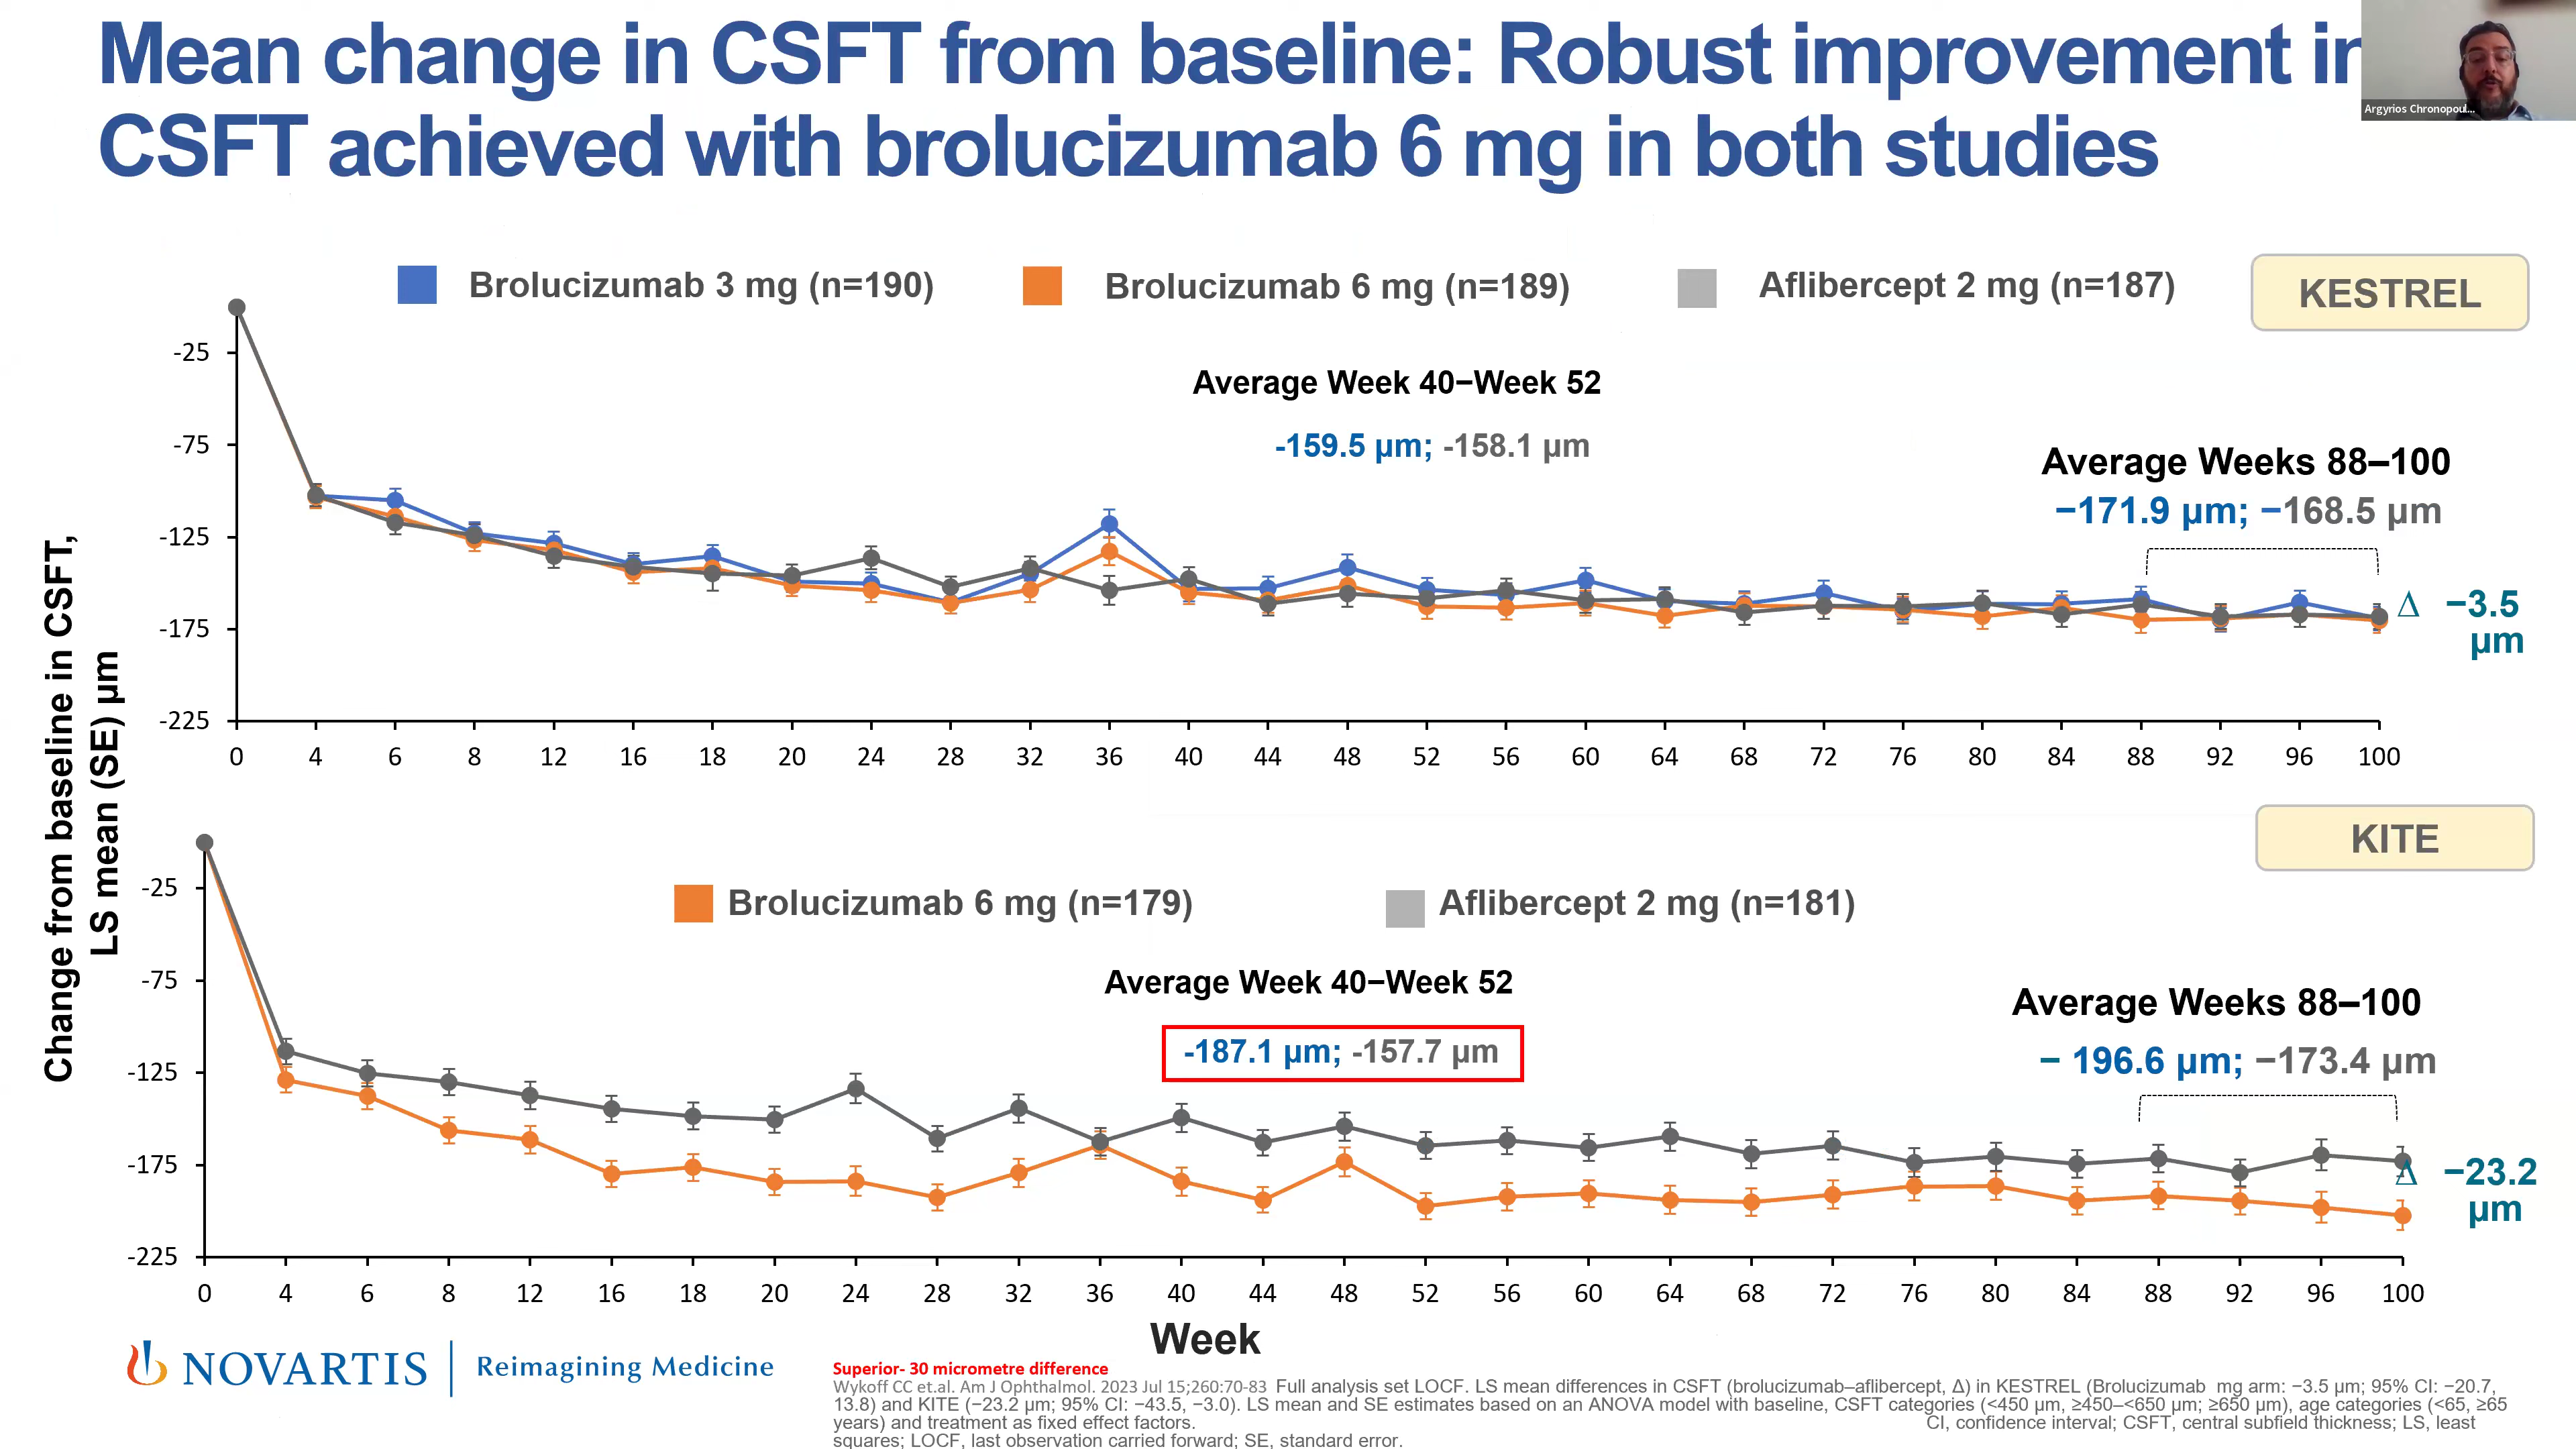 Mean change in CSFT from baseline: Robust improvement in
CSFT achieved with brolucizumab 6 mg in both studies
Argyrios Chronopoul...
Brolucizumab 3 mg (n=190)
Brolucizumab 6 mg (n=189)
Aflibercept 2 mg (n=187)
KESTREL
Change from baseline in CSFT,
LS mean (SE) µm
-25
-75
-125
-175
-225
Average Week 40−Week 52
-159.5 µm; -158.1 µm
Average Weeks 88–100
−171.9 µm; −168.5 µm
Δ −3.5
µm
0 4 6 8 12 16 18 20 24 28 32 36 40 44 48 52 56 60 64 68 72 76 80 84 88 92 96 100
KITE
Brolucizumab 6 mg (n=179)
Aflibercept 2 mg (n=181)
-25
-75
-125
-175
-225
Average Week 40−Week 52
-187.1 µm; -157.7 µm
Average Weeks 88–100
− 196.6 µm; −173.4 µm
Δ −23.2
µm
0 4 6 8 12 16 18 20 24 28 32 36 40 44 48 52 56 60 64 68 72 76 80 84 88 92 96 100
Week
NOVARTIS | Reimagining Medicine
Superior- 30 micrometre difference
Wykoff CC et.al. Am J Ophthalmol. 2023 Jul 15;260:70-83 Full analysis set LOCF. LS mean differences in CSFT (brolucizumab–aflibercept, Δ) in KESTREL (Brolucizumab mg arm: −3.5 µm; 95% CI: −20.7,
13.8) and KITE (−23.2 µm; 95% CI: −43.5, −3.0). LS mean and SE estimates based on an ANOVA model with baseline, CSFT categories (<450 µm, ≥450–<650 µm; ≥650 µm), age categories (<65, ≥65
years) and treatment as fixed effect factors. CI, confidence interval; CSFT, central subfield thickness; LS, least
squares; LOCF, last observation carried forward; SE, standard error.